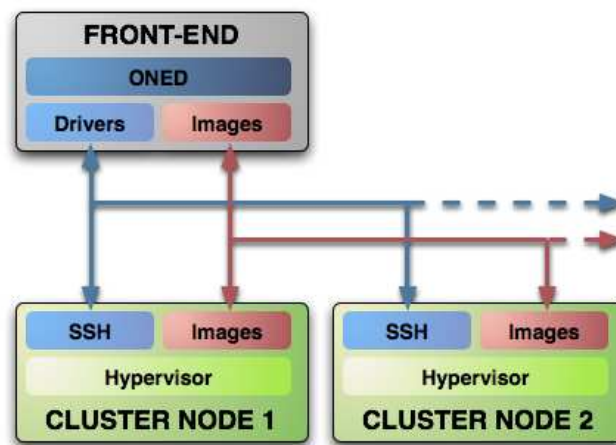 FRONT-END
ONED
Drivers Images
SSH Images
Hypervisor
CLUSTER NODE 1
SSH Images
Hypervisor
CLUSTER NODE 2